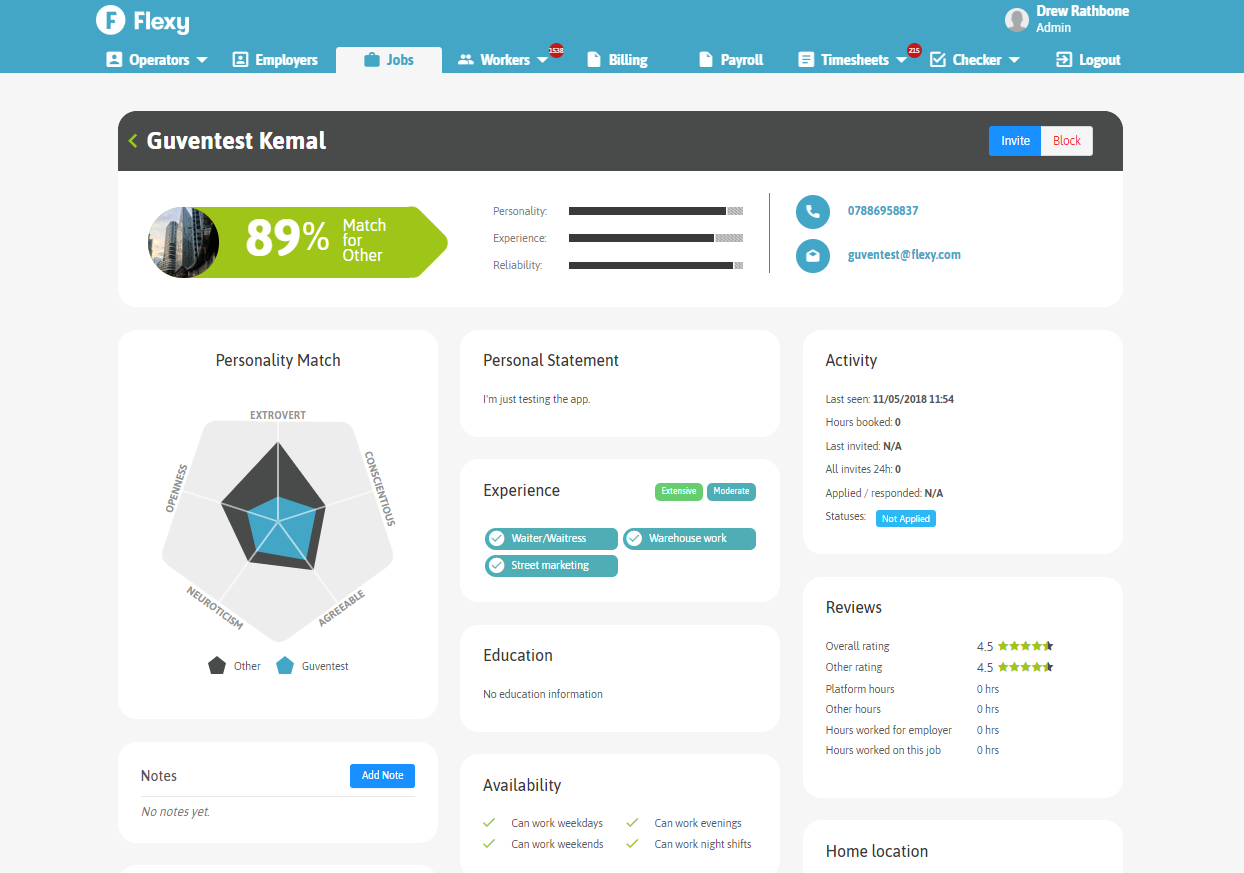 Flexy
Drew Rathbone
Admin
Operators
Employers
Jobs
Workers
1538
Billing
Payroll
Timesheets
215
Checker
Logout
Guventest Kemal
Invite
Block
89%
Match
for
Other
Personality:
Experience:
Reliability:
07886958837
guventest@flexy.com
Personality Match
EXTROVERT
CONSCIENTIOUS
AGREEABLE
NEUROTICISM
OPENNESS
Other
Guventest
Notes
Add Note
No notes yet.
Personal Statement
I'm just testing the app.
Experience
Extensive
Moderate
Waiter/Waitress
Warehouse work
Street marketing
Education
No education information
Availability
Can work weekdays
Can work evenings
Can work weekends
Can work night shifts
Activity
Last seen: 11/05/2018 11:54
Hours booked: 0
Last invited: N/A
All invites 24h: 0
Applied / responded: N/A
Statuses: Not Applied
Reviews
Overall rating 4.5
Other rating 4.5
Platform hours 0 hrs
Other hours 0 hrs
Hours worked for employer 0 hrs
Hours worked on this job 0 hrs
Home location